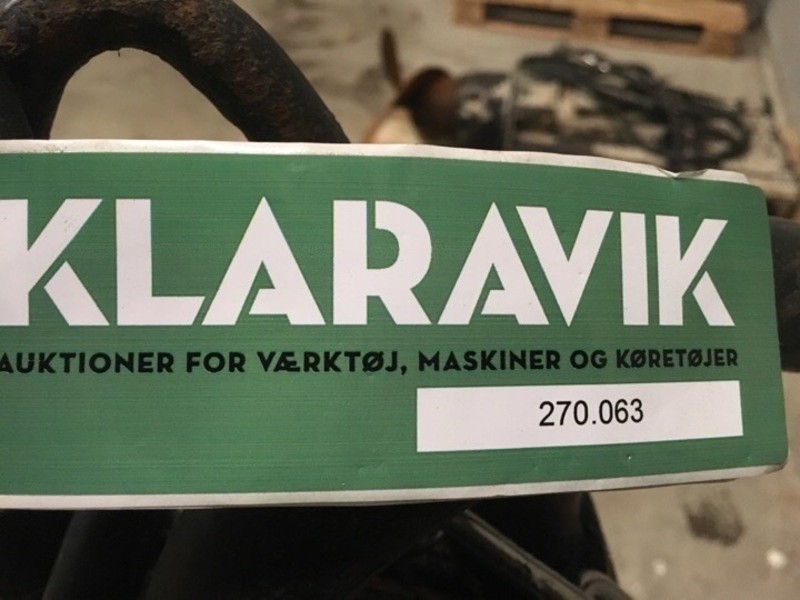 KLARAVIK
AUKTIONER FOR VÆRKTØJ, MASKINER OG KØRETØJER
270.063